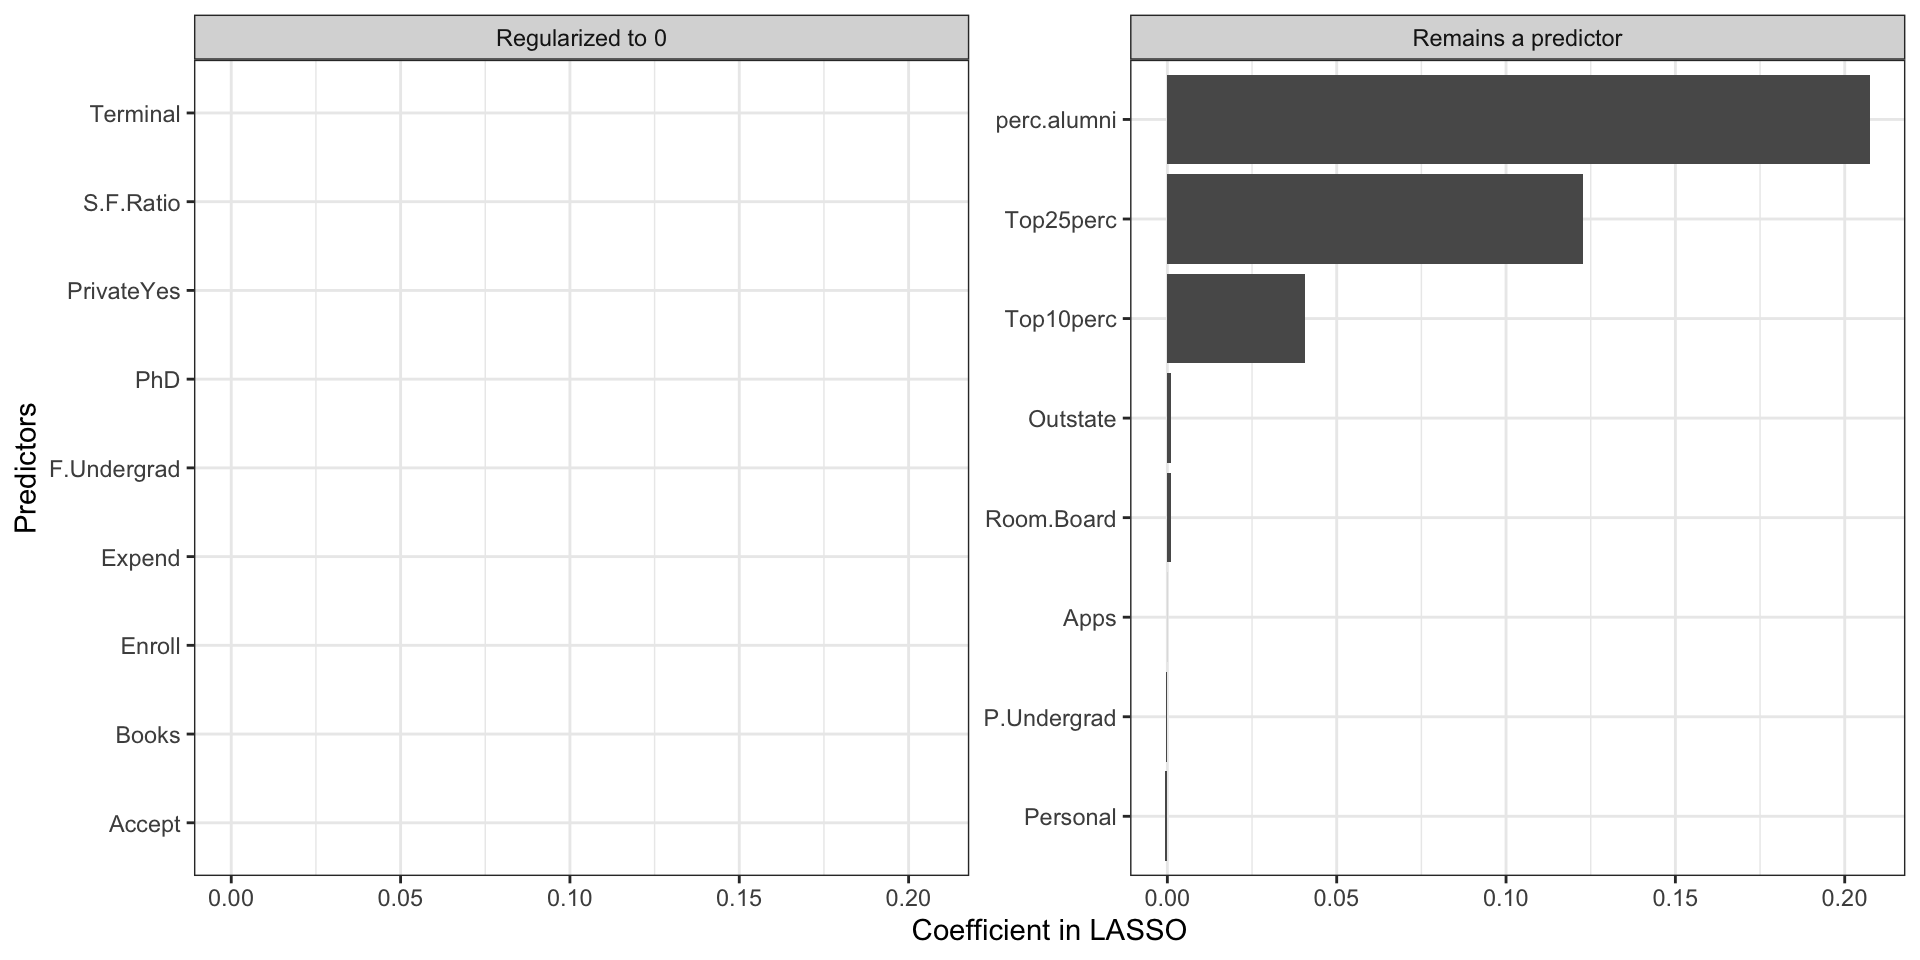 Regularized to 0
Remains a predictor
Predictors
Terminal
S.F.Ratio
PrivateYes
PhD
F.Undergrad
Expend
Enroll
Books
Accept
perc.alumni
Top25perc
Top10perc
Outstate
Room.Board
Apps
P.Undergrad
Personal
0.00 0.05 0.10 0.15 0.20
0.00 0.05 0.10 0.15 0.20
Coefficient in LASSO